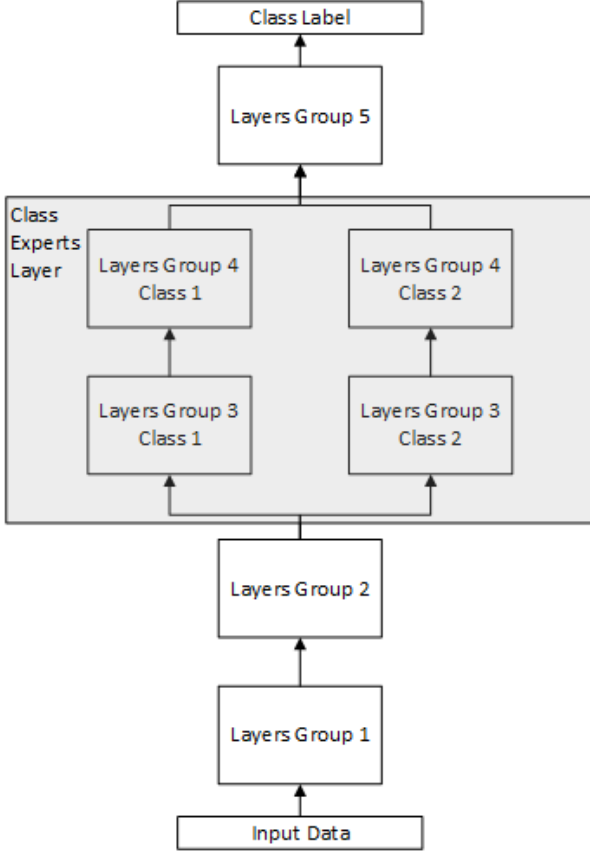 Class Label
Layers Group 5
Class
Experts
Layer
Layers Group 4
Class 1
Layers Group 4
Class 2
Layers Group 3
Class 1
Layers Group 3
Class 2
Layers Group 2
Layers Group 1
Input Data